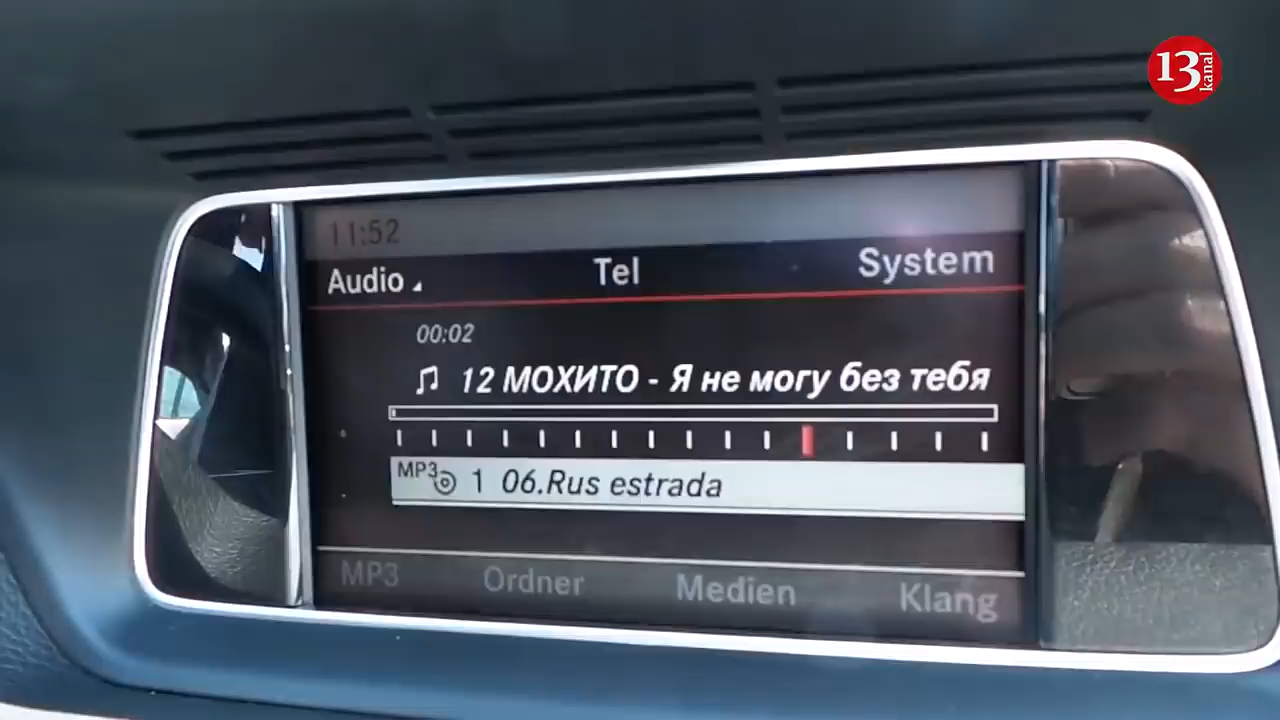 13 kanal
11:52
Audio Tel System
00:02
12 МОХИТО - Я не могу без тебя
MP3 1 06.Rus estrada
MP3 Ordner Medien Klang